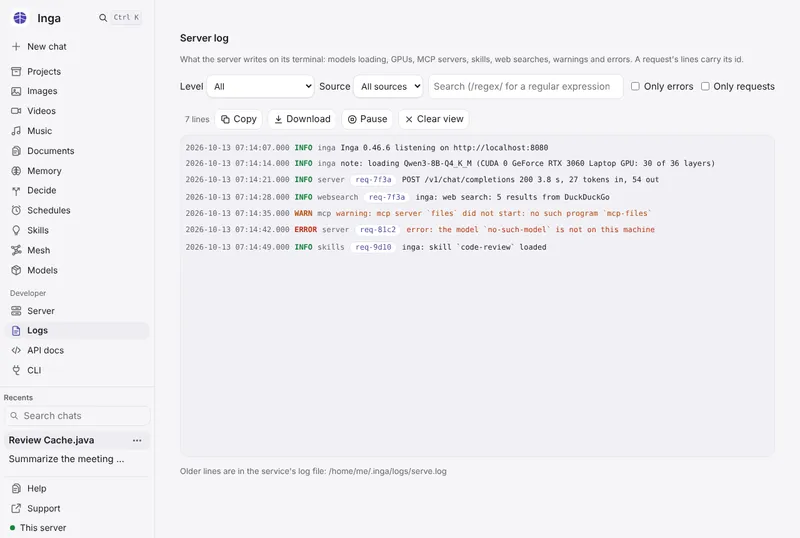 Inga
Ctrl K
New chat
Projects
Images
Videos
Music
Documents
Memory
Decide
Schedules
Skills
Mesh
Models
Developer
Server
Logs
API docs
CLI
Recents
Search chats
Review Cache.java
Summarize the meeting ...
Help
Support
This server
Server log
What the server writes on its terminal: models loading, GPUs, MCP servers, skills, web searches, warnings and errors. A request's lines carry its id.
Level All Source All sources Search (/regex/ for a regular expression Only errors Only requests
7 lines Copy Download Pause Clear view
2026-10-13 07:14:07.000 INFO inga Inga 0.46.6 listening on http://localhost:8080
2026-10-13 07:14:14.000 INFO inga note: loading Qwen3-8B-Q4_K_M (CUDA 0 GeForce RTX 3060 Laptop GPU: 30 of 36 layers)
2026-10-13 07:14:21.000 INFO server req-7f3a POST /v1/chat/completions 200 3.8 s, 27 tokens in, 54 out
2026-10-13 07:14:28.000 INFO websearch req-7f3a inga: web search: 5 results from DuckDuckGo
2026-10-13 07:14:35.000 WARN mcp warning: mcp server `files` did not start: no such program `mcp-files`
2026-10-13 07:14:42.000 ERROR server req-81c2 error: the model `no-such-model` is not on this machine
2026-10-13 07:14:49.000 INFO skills req-9d10 inga: skill `code-review` loaded
Older lines are in the service's log file: /home/me/.inga/logs/serve.log